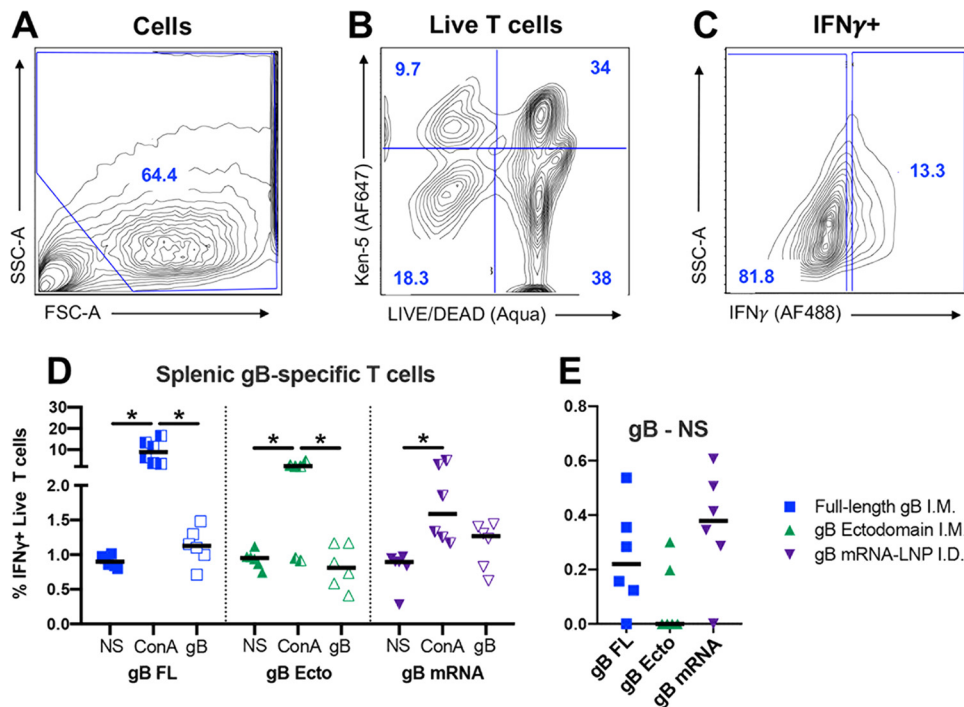 A Cells
SSC-A
64.4
FSC-A
B Live T cells
Ken-5 (AF647)
9.7 34
18.3 38
LIVE/DEAD (Aqua)
C IFNγ+
SSC-A
13.3
81.8
IFNγ (AF488)
D Splenic gB-specific T cells
% IFNγ+ Live T cells
30
20
10
2.0
1.5
1.0
0.5
0.0
* * * * *
NS ConA gB NS ConA gB NS ConA gB
gB FL gB Ecto gB mRNA
E
gB - NS
0.8
0.6
0.4
0.2
0.0
gB FL gB Ecto gB mRNA
Full-length gB I.M.
gB Ectodomain I.M.
gB mRNA-LNP I.D.